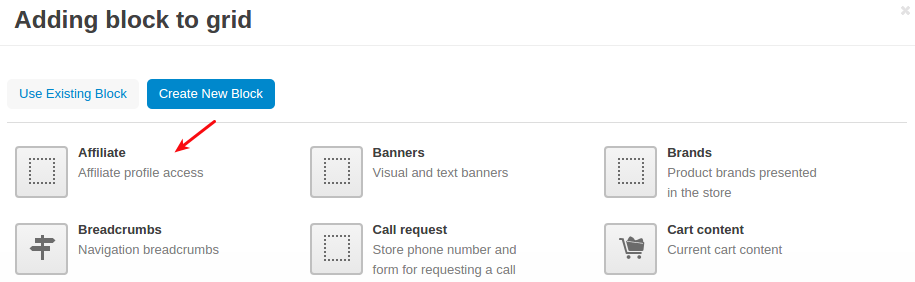 Adding block to grid
Use Existing Block
Create New Block
Affiliate
Affiliate profile access
Banners
Visual and text banners
Brands
Product brands presented
in the store
Breadcrumbs
Navigation breadcrumbs
Call request
Store phone number and
form for requesting a call
Cart content
Current cart content